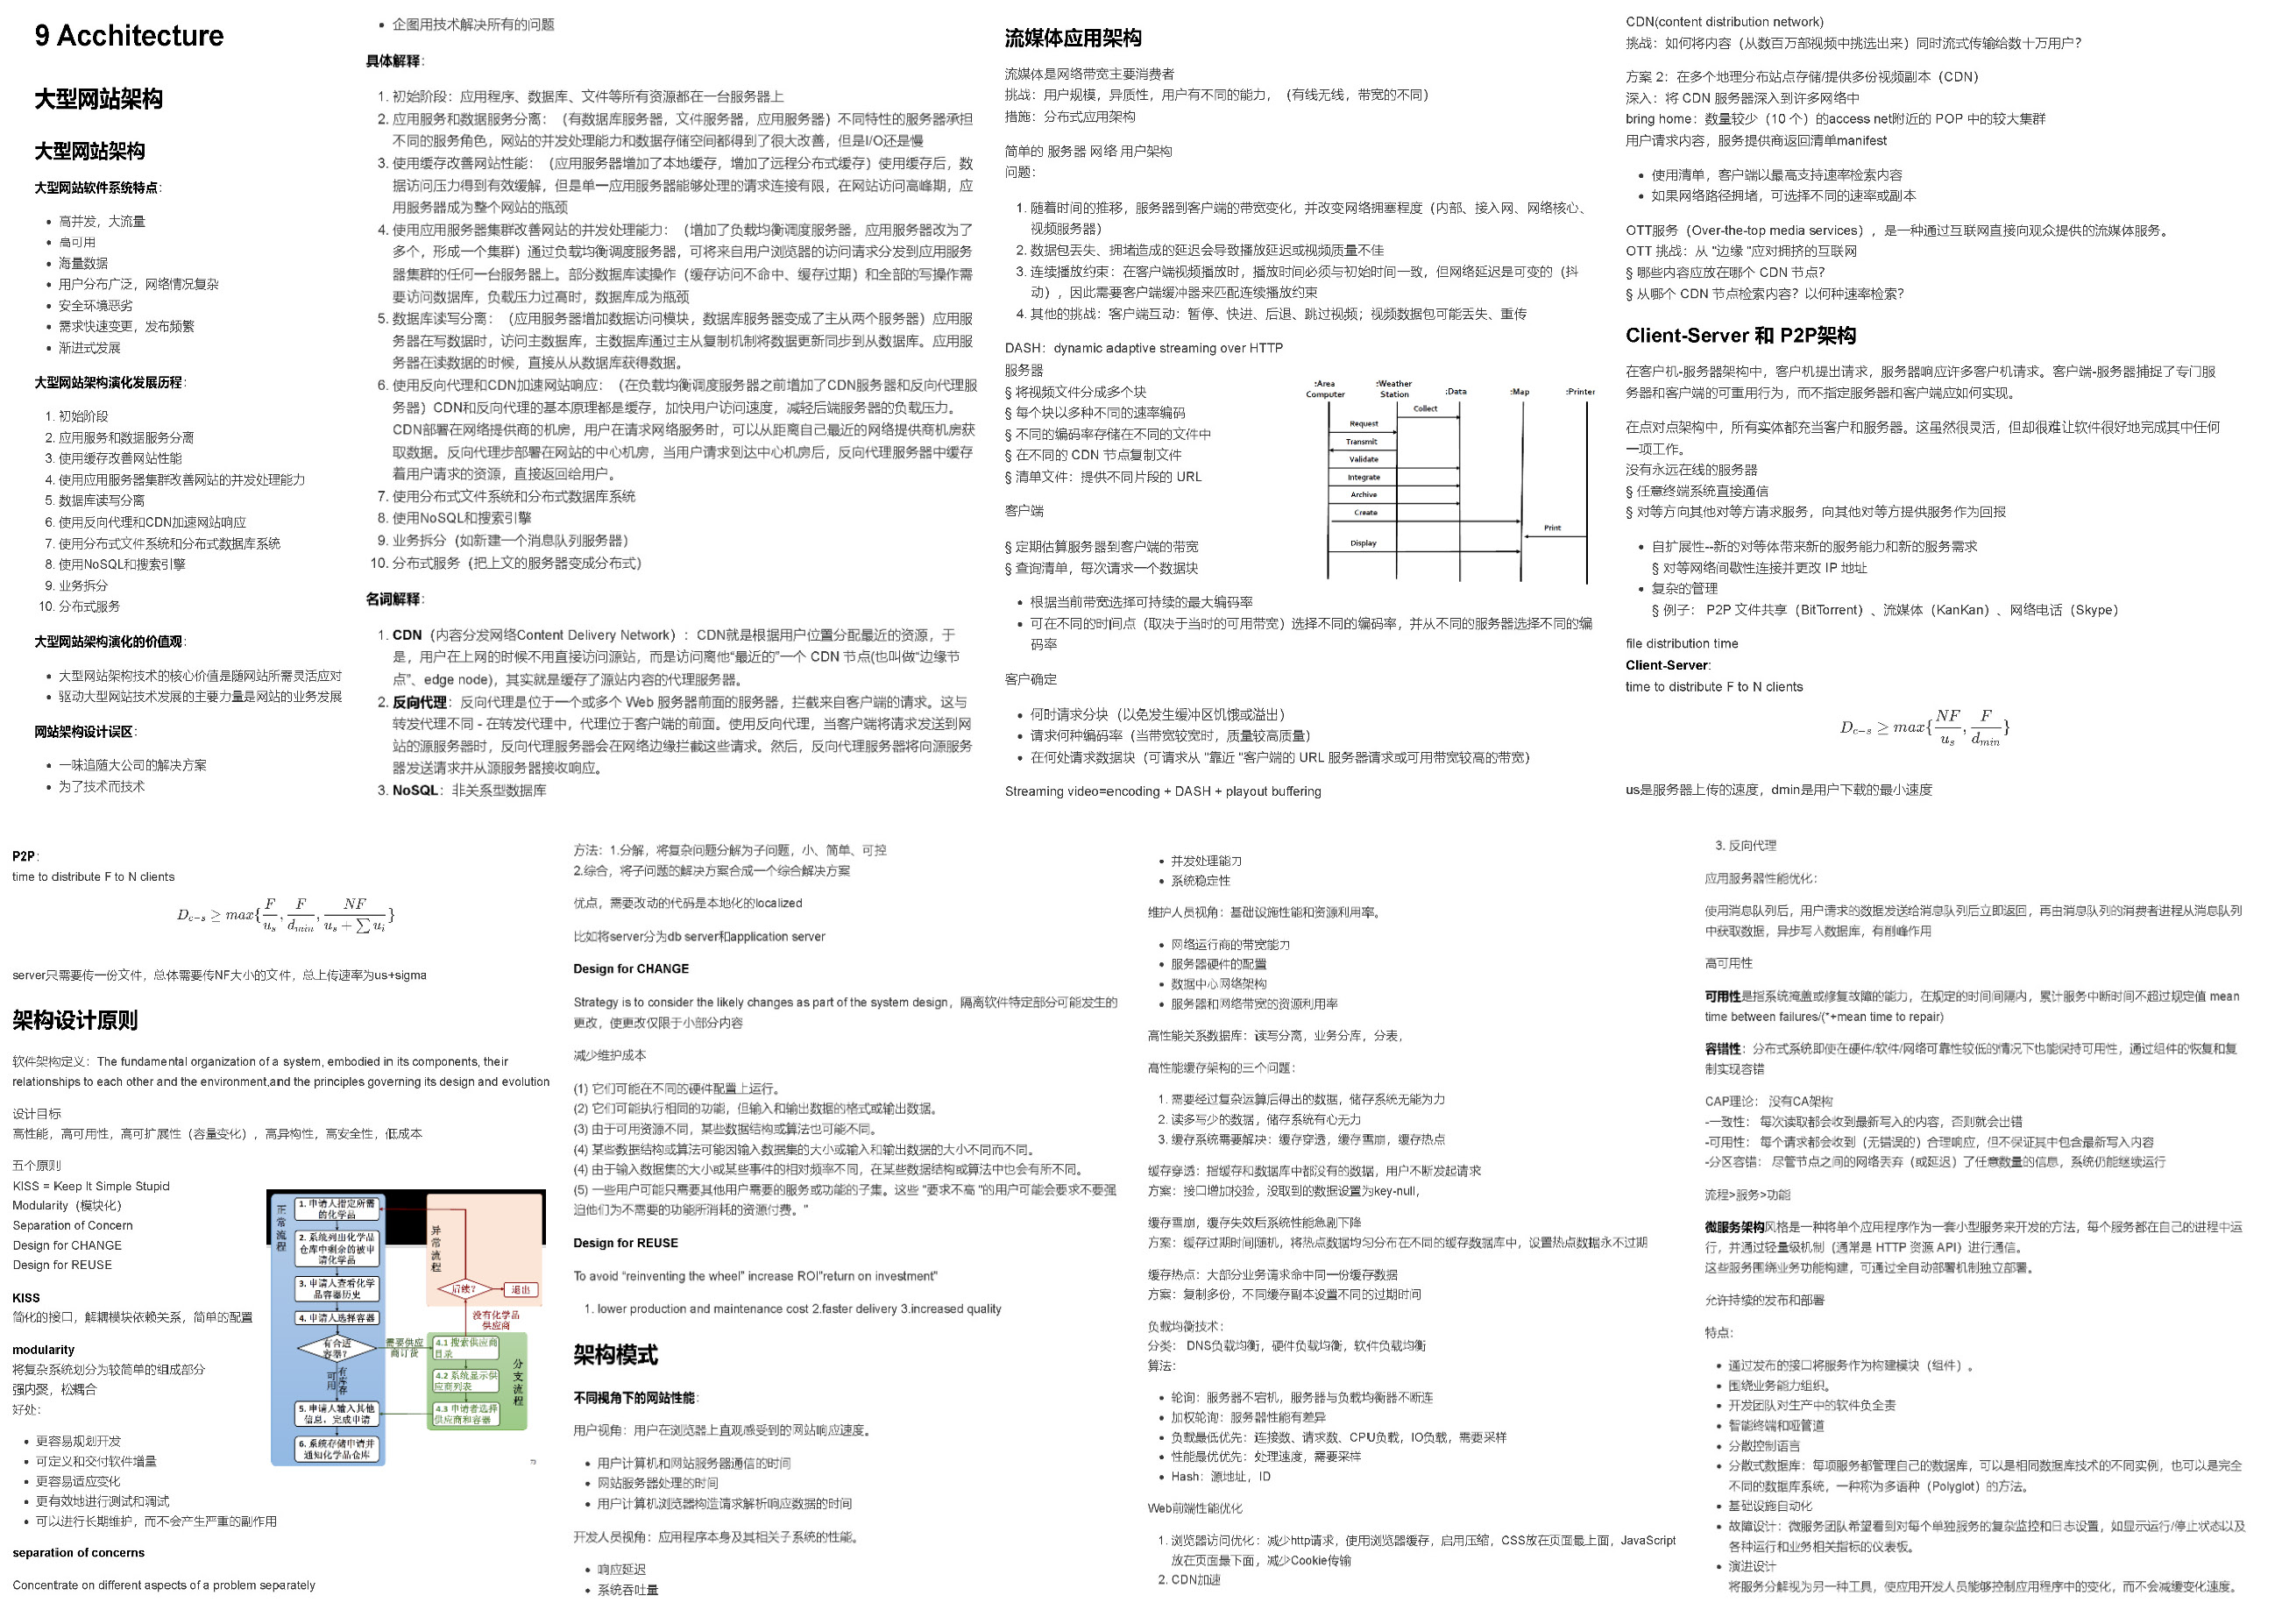 9 Acchitecture
大型网站架构
大型网站架构
大型网站软件系统特点：
• 高并发，大流量
• 高可用
• 海量数据
• 用户分布广泛，网络情况复杂
• 安全环境恶劣
• 需求快速变更，发布频繁
• 渐进式发展
大型网站架构演化发展历程：
1. 初始阶段
2. 应用服务和数据服务分离
3. 使用缓存改善网站性能
4. 使用应用服务器集群改善网站的并发处理能力
5. 数据库读写分离
6. 使用反向代理和CDN加速网站响应
7. 使用分布式文件系统和分布式数据库系统
8. 使用NoSQL和搜索引擎
9. 业务拆分
10. 分布式服务
大型网站架构演化的价值观：
• 大型网站架构技术的核心价值是随网站所需灵活应对
• 驱动大型网站技术发展的主要力量是网站的业务发展
网站架构设计误区：
• 一味追随大公司的解决方案
• 为了技术而技术
• 企图用技术解决所有的问题
具体解释：
1. 初始阶段：应用程序、数据库、文件等所有资源都在一台服务器上
2. 应用服务和数据服务分离：（有数据库服务器，文件服务器，应用服务器）不同特性的服务器承担
不同的服务角色，网站的并发处理能力和数据存储空间都得到了很大改善，但是I/O还是慢
3. 使用缓存改善网站性能：（应用服务器增加了本地缓存，增加了远程分布式缓存）使用缓存后，数
据访问压力得到有效缓解，但是单一应用服务器能够处理的请求连接有限，在网站访问高峰期，应
用服务器成为整个网站的瓶颈
4. 使用应用服务器集群改善网站的并发处理能力：（增加了负载均衡调度服务器，应用服务器改为了
多个，形成一个集群）通过负载均衡调度服务器，可将来自用户浏览器的访问请求分发到应用服务
器集群的任何一台服务器上。部分数据库读操作（缓存访问不命中、缓存过期）和全部的写操作需
要访问数据库，负载压力过高时，数据库成为瓶颈
5. 数据库读写分离：（应用服务器增加数据访问模块，数据库服务器变成了主从两个服务器）应用服
务器在写数据时，访问主数据库，主数据库通过主从复制机制将数据更新同步到从数据库。应用服
务器在读数据的时候，直接从从数据库获得数据。
6. 使用反向代理和CDN加速网站响应：（在负载均衡调度服务器之前增加了CDN服务器和反向代理服
务器）CDN和反向代理的基本原理都是缓存，加快用户访问速度，减轻后端服务器的负载压力。
CDN部署在网络提供商的机房，用户在请求网络服务时，可以从距离自己最近的网络提供商机房获
取数据。反向代理步部署在网站的中心机房，当用户请求到达中心机房后，反向代理服务器中缓存
着用户请求的资源，直接返回给用户。
7. 使用分布式文件系统和分布式数据库系统
8. 使用NoSQL和搜索引擎
9. 业务拆分（如新建一个消息队列服务器）
10. 分布式服务（把上文的服务器变成分布式）
名词解释：
1. CDN（内容分发网络Content Delivery Network）：CDN就是根据用户位置分配最近的资源，于
是，用户在上网的时候不用直接访问源站，而是访问离他“最近的”一个 CDN 节点(也叫做“边缘节
点”、edge node)，其实就是缓存了源站内容的代理服务器。
2. 反向代理：反向代理是位于一个或多个 Web 服务器前面的服务器，拦截来自客户端的请求。这与
转发代理不同 - 在转发代理中，代理位于客户端的前面。使用反向代理，当客户端将请求发送到网
站的源服务器时，反向代理服务器会在网络边缘拦截这些请求。然后，反向代理服务器将向源服务
器发送请求并从源服务器接收响应。
3. NoSQL：非关系型数据库
流媒体应用架构
流媒体是网络带宽主要消费者
挑战：用户规模，异质性，用户有不同的能力，（有线无线，带宽的不同）
措施：分布式应用架构
简单的 服务器 网络 用户架构
问题：
1. 随着时间的推移，服务器到客户端的带宽变化，并改变网络拥塞程度（内部、接入网、网络核心、
视频服务器）
2. 数据包丢失、拥堵造成的延迟会导致播放延迟或视频质量不佳
3. 连续播放约束：在客户端视频播放时，播放时间必须与初始时间一致，但网络延迟是可变的（抖
动），因此需要客户端缓冲器来匹配连续播放约束
4. 其他的挑战：客户端互动：暂停、快进、后退、跳过视频；视频数据包可能丢失、重传
DASH：dynamic adaptive streaming over HTTP
服务器
§ 将视频文件分成多个块
§ 每个块以多种不同的速率编码
§ 不同的编码率存储在不同的文件中
§ 在不同的 CDN 节点复制文件
§ 清单文件：提供不同片段的 URL
:Area Computer
:Weather Station
:Data
:Map
:Printer
Collect
Request
Transmit
Validate
Integrate
Archive
Create
Print
Display
客户端
§ 定期估算服务器到客户端的带宽
§ 查询清单，每次请求一个数据块
• 根据当前带宽选择可持续的最大编码率
• 可在不同的时间点（取决于当时的可用带宽）选择不同的编码率，并从不同的服务器选择不同的编
码率
客户确定
• 何时请求分块（以免发生缓冲区饥饿或溢出）
• 请求何种编码率（当带宽较宽时，质量较高质量）
• 在何处请求数据块（可请求从 "靠近 "客户端的 URL 服务器请求或可用带宽较高的带宽）
Streaming video=encoding + DASH + playout buffering
CDN(content distribution network)
挑战：如何将内容（从数百万部视频中挑选出来）同时流式传输给数十万用户？
方案 2：在多个地理分布站点存储/提供多份视频副本（CDN）
深入：将 CDN 服务器深入到许多网络中
bring home：数量较少（10 个）的access net附近的 POP 中的较大集群
用户请求内容，服务提供商返回清单manifest
• 使用清单，客户端以最高支持速率检索内容
• 如果网络路径拥堵，可选择不同的速率或副本
OTT服务（Over-the-top media services），是一种通过互联网直接向观众提供的流媒体服务。
OTT 挑战：从 "边缘 "应对拥挤的互联网
§ 哪些内容应放在哪个 CDN 节点？
§ 从哪个 CDN 节点检索内容？以何种速率检索？
Client-Server 和 P2P架构
在客户机-服务器架构中，客户机提出请求，服务器响应许多客户机请求。客户端-服务器捕捉了专门服
务器和客户端的可重用行为，而不指定服务器和客户端应如何实现。
在点对点架构中，所有实体都充当客户和服务器。这虽然很灵活，但却很难让软件很好地完成其中任何
一项工作。
没有永远在线的服务器
§ 任意终端系统直接通信
§ 对等方向其他对等方请求服务，向其他对等方提供服务作为回报
• 自扩展性--新的对等体带来新的服务能力和新的服务需求
§ 对等网络间歇性连接并更改 IP 地址
• 复杂的管理
§ 例子： P2P 文件共享（BitTorrent）、流媒体（KanKan）、网络电话（Skype）
file distribution time
Client-Server:
time to distribute F to N clients
D_{c-s} ≥ max{NF/u_s, F/d_min}
us是服务器上传的速度，dmin是用户下载的最小速度
P2P：
time to distribute F to N clients
D_{c-s} ≥ max{F/u_s, F/d_min, NF/(u_s + ∑u_i)}
server只需要传一份文件，总体需要传NF大小的文件，总上传速率为us+sigma
架构设计原则
软件架构定义：The fundamental organization of a system, embodied in its components, their
relationships to each other and the environment,and the principles governing its design and evolution
设计目标
高性能，高可用性，高可扩展性（容量变化），高异构性，高安全性，低成本
五个原则
KISS = Keep It Simple Stupid
Modularity（模块化）
Separation of Concern
Design for CHANGE
Design for REUSE
KISS
简化的接口，解耦模块依赖关系，简单的配置
modularity
将复杂系统划分为较简单的组成部分
强内聚，松耦合
好处：
• 更容易规划开发
• 可定义和交付软件增量
• 更容易适应变化
• 更有效地进行测试和调试
• 可以进行长期维护，而不会产生严重的副作用
separation of concerns
Concentrate on different aspects of a problem separately
正常流程
1. 申请人指定所需的化学品
2. 系统列出化学品仓库中剩余的被申请化学品
3. 申请人查看化学品容器历史
4. 申请人选择容器
有合适容器?
有库存可用
5. 申请人输入其他信息，完成申请
6. 系统存储申请并通知化学品仓库
需要供应商订货
异常流程
后续?
退出
没有化学品供应商
4.1 搜索供应商目录
4.2 系统显示供应商列表
4.3 申请者选择供应商和容器
分支流程
方法：1.分解，将复杂问题分解为子问题，小、简单、可控
2.综合，将子问题的解决方案合成一个综合解决方案
优点，需要改动的代码是本地化的localized
比如将server分为db server和application server
Design for CHANGE
Strategy is to consider the likely changes as part of the system design，隔离软件特定部分可能发生的
更改，使更改仅限于小部分内容
减少维护成本
(1) 它们可能在不同的硬件配置上运行。
(2) 它们可能执行相同的功能，但输入和输出数据的格式或输出数据。
(3) 由于可用资源不同，某些数据结构或算法也可能不同。
(4) 某些数据结构或算法可能因输入数据集的大小或输入和输出数据的大小不同而不同。
(4) 由于输入数据集的大小或某些事件的相对频率不同，在某些数据结构或算法中也会有所不同。
(5) 一些用户可能只需要其他用户需要的服务或功能的子集。这些 "要求不高 "的用户可能会要求不要强
迫他们为不需要的功能所消耗的资源付费。"
Design for REUSE
To avoid “reinventing the wheel” increase ROI"return on investment"
1. lower production and maintenance cost 2.faster delivery 3.increased quality
架构模式
不同视角下的网站性能：
用户视角：用户在浏览器上直观感受到的网站响应速度。
• 用户计算机和网站服务器通信的时间
• 网站服务器处理的时间
• 用户计算机浏览器构造请求解析响应数据的时间
开发人员视角：应用程序本身及其相关子系统的性能。
• 响应延迟
• 系统吞吐量
• 并发处理能力
• 系统稳定性
维护人员视角：基础设施性能和资源利用率。
• 网络运行商的带宽能力
• 服务器硬件的配置
• 数据中心网络架构
• 服务器和网络带宽的资源利用率
高性能关系数据库：读写分离，业务分库，分表，
高性能缓存架构的三个问题：
1. 需要经过复杂运算后得出的数据，储存系统无能为力
2. 读多写少的数据，储存系统有心无力
3. 缓存系统需要解决：缓存穿透，缓存雪崩，缓存热点
缓存穿透：指缓存和数据库中都没有的数据，用户不断发起请求
方案：接口增加校验，没取到的数据设置为key-null，
缓存雪崩，缓存失效后系统性能急剧下降
方案：缓存过期时间随机，将热点数据均匀分布在不同的缓存数据库中，设置热点数据永不过期
缓存热点：大部分业务请求命中同一份缓存数据
方案：复制多份，不同缓存副本设置不同的过期时间
负载均衡技术：
分类： DNS负载均衡，硬件负载均衡，软件负载均衡
算法：
• 轮询：服务器不宕机，服务器与负载均衡器不断连
• 加权轮询：服务器性能有差异
• 负载最低优先：连接数、请求数、CPU负载，IO负载，需要采样
• 性能最优优先：处理速度，需要采样
• Hash：源地址，ID
Web前端性能优化
1. 浏览器访问优化：减少http请求，使用浏览器缓存，启用压缩，CSS放在页面最上面，JavaScript
放在页面最下面，减少Cookie传输
2. CDN加速
3. 反向代理
应用服务器性能优化：
使用消息队列后，用户请求的数据发送给消息队列后立即返回，再由消息队列的消费者进程从消息队列
中获取数据，异步写入数据库，有削峰作用
高可用性
可用性是指系统掩盖或修复故障的能力，在规定的时间间隔内，累计服务中断时间不超过规定值 mean
time between failures/(*+mean time to repair)
容错性：分布式系统即使在硬件/软件/网络可靠性较低的情况下也能保持可用性，通过组件的恢复和复
制实现容错
CAP理论： 没有CA架构
-一致性： 每次读取都会收到最新写入的内容，否则就会出错
-可用性： 每个请求都会收到（无错误的）合理响应，但不保证其中包含最新写入内容
-分区容错： 尽管节点之间的网络丢弃（或延迟）了任意数量的信息，系统仍能继续运行
流程>服务>功能
微服务架构风格是一种将单个应用程序作为一套小型服务来开发的方法，每个服务都在自己的进程中运
行，并通过轻量级机制（通常是 HTTP 资源 API）进行通信。
这些服务围绕业务功能构建，可通过全自动部署机制独立部署。
允许持续的发布和部署
特点：
• 通过发布的接口将服务作为构建模块（组件）。
• 围绕业务能力组织。
• 开发团队对生产中的软件负全责
• 智能终端和哑管道
• 分散控制语言
• 分散式数据库：每项服务都管理自己的数据库，可以是相同数据库技术的不同实例，也可以是完全
不同的数据库系统，一种称为多语种（Polyglot）的方法。
• 基础设施自动化
• 故障设计：微服务团队希望看到对每个单独服务的复杂监控和日志设置，如显示运行/停止状态以及
各种运行和业务相关指标的仪表板。
• 演进设计
将服务分解视为另一种工具，使应用开发人员能够控制应用程序中的变化，而不会减缓变化速度。